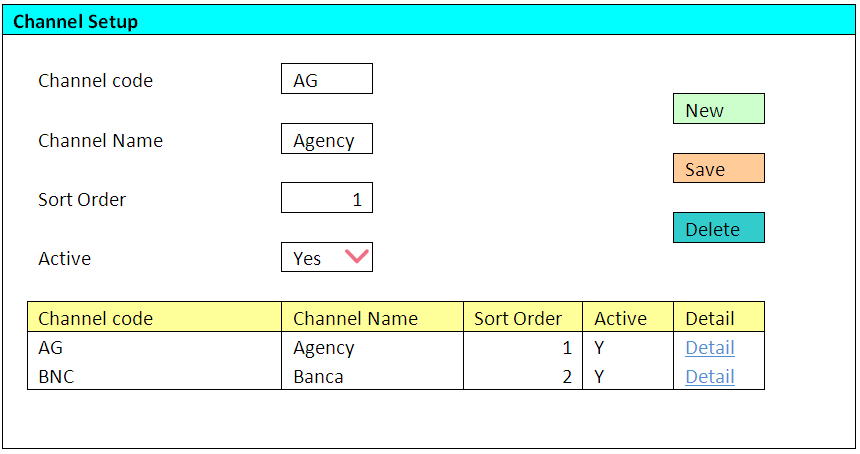 Channel Setup
Channel code AG
New
Channel Name Agency
Save
Sort Order 1
Delete
Active Yes
Channel code Channel Name Sort Order Active Detail
AG Agency 1 Y Detail
BNC Banca 2 Y Detail